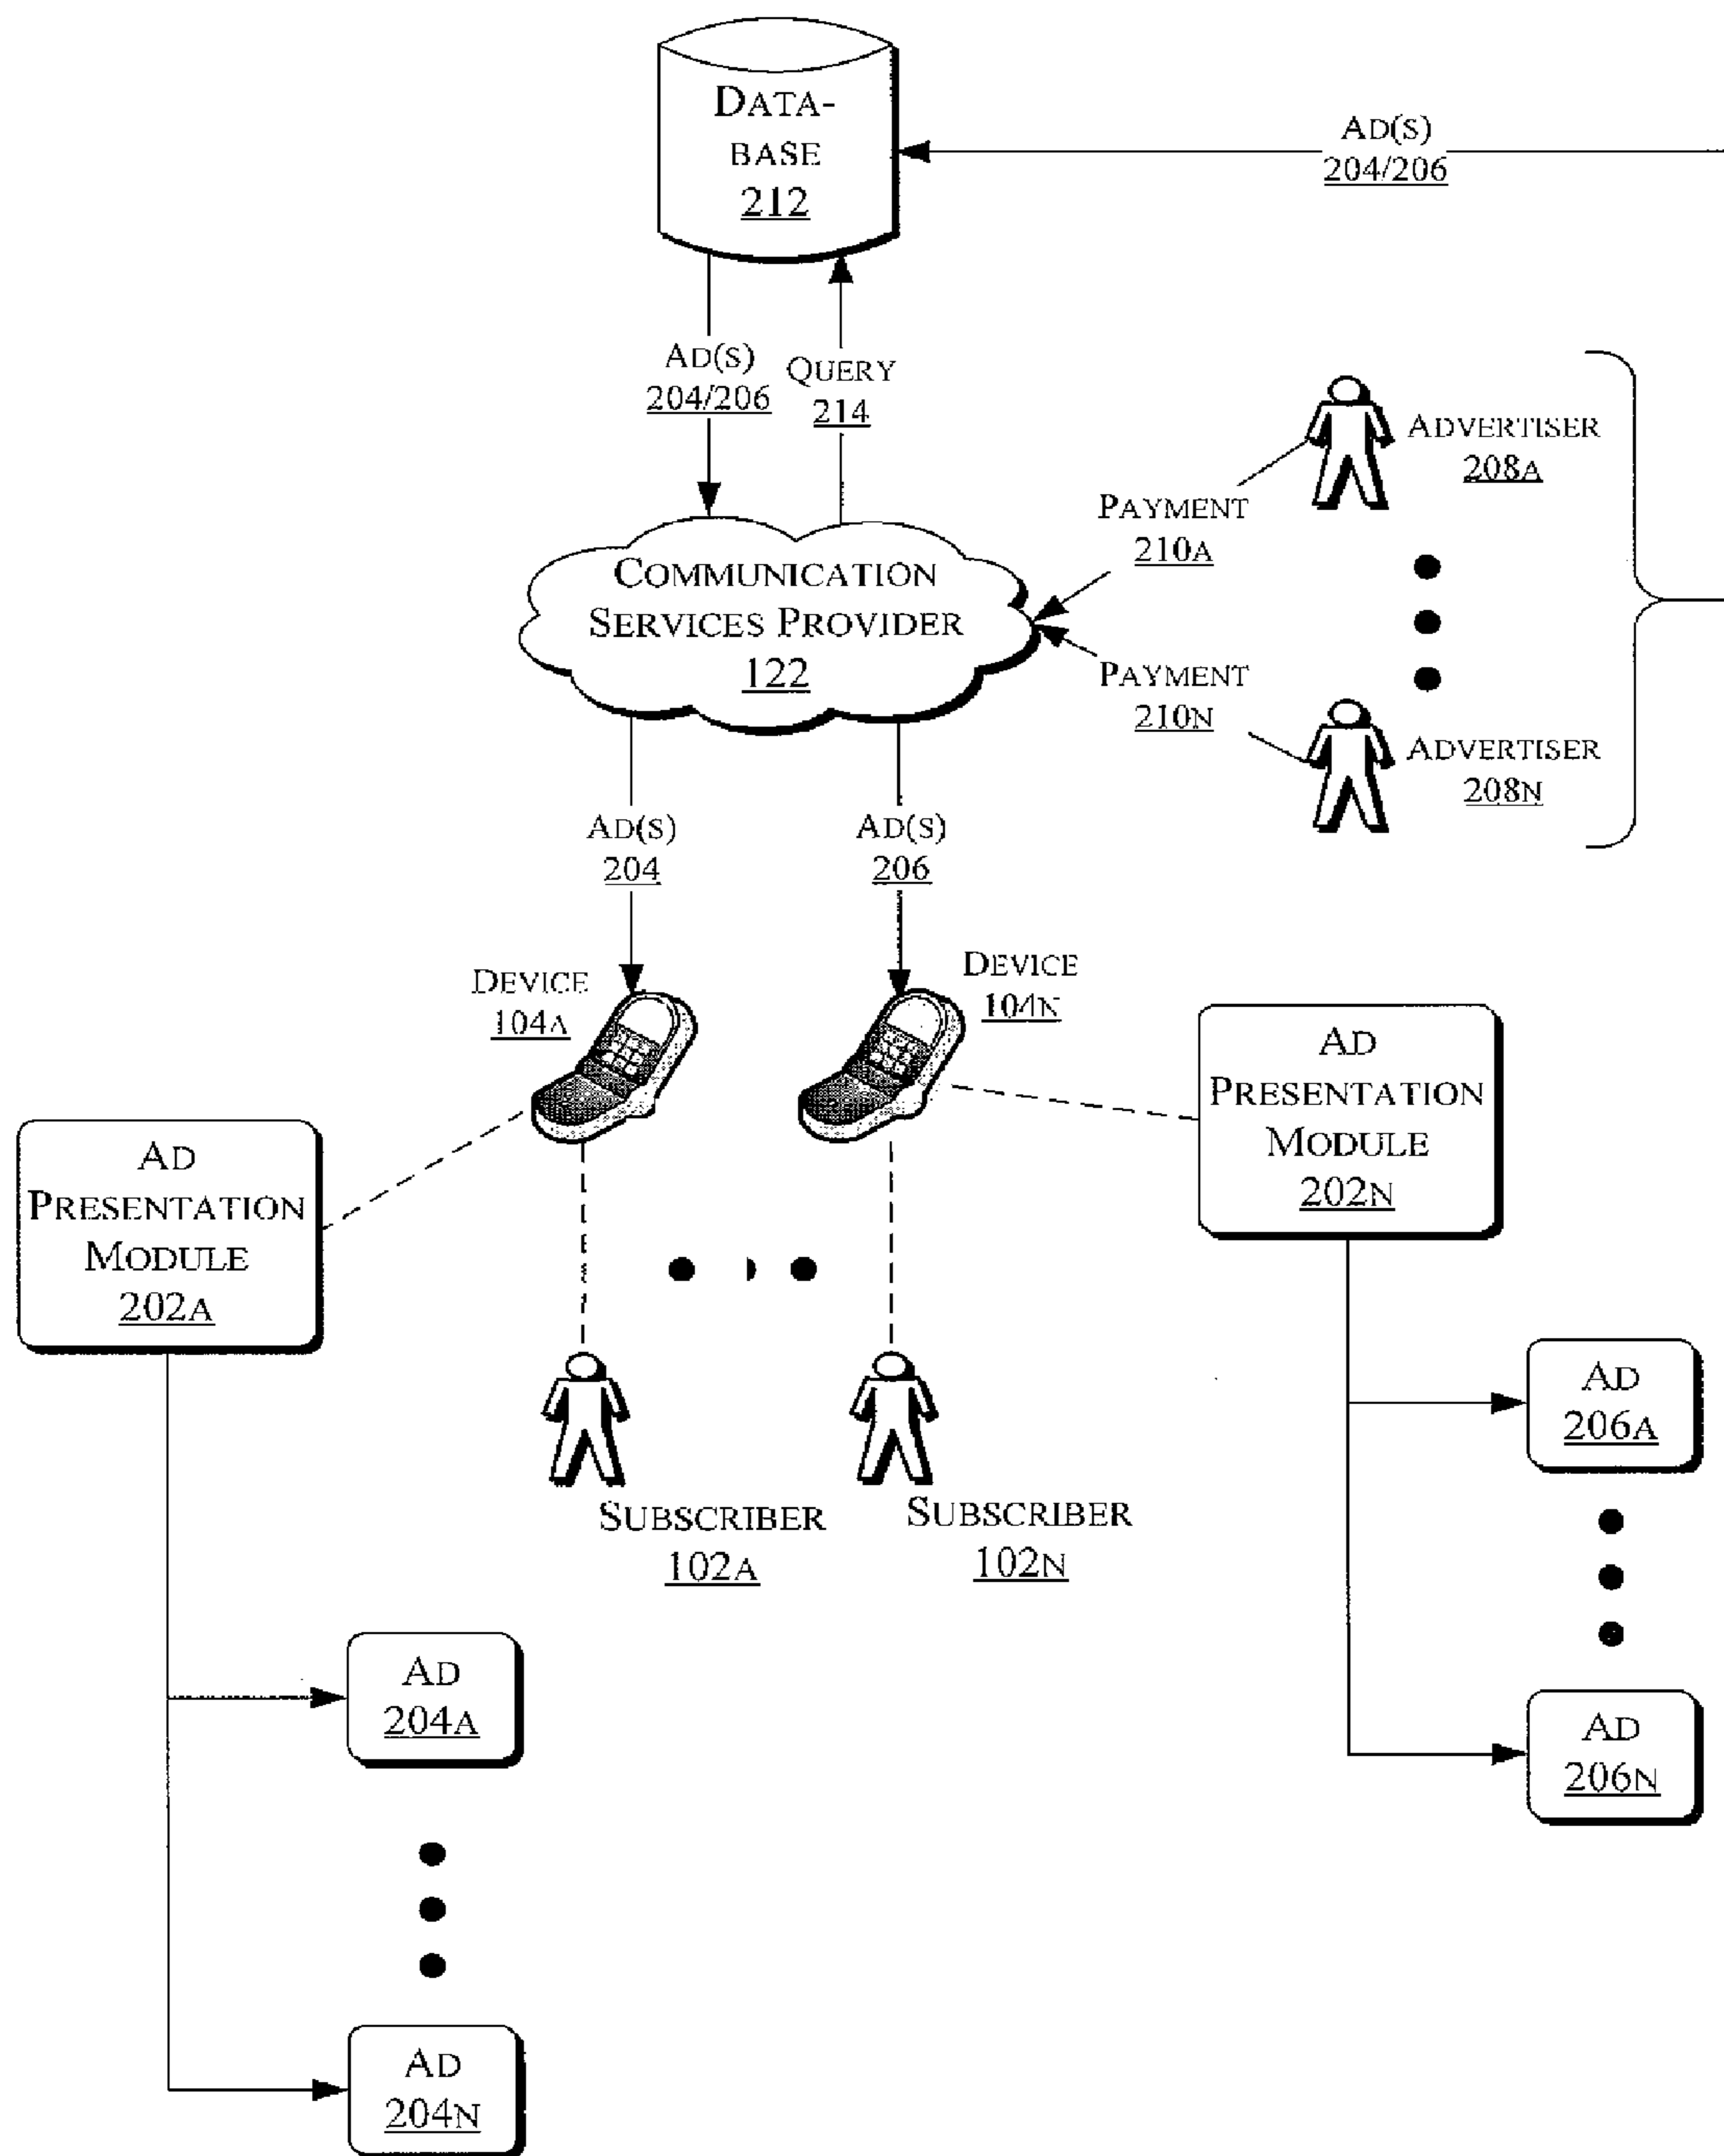 DATA-
BASE
212
AD(S)
204/206
AD(S)
204/206
QUERY
214
ADVERTISER
208A
PAYMENT
210A
COMMUNICATION
SERVICES PROVIDER
122
PAYMENT
210N
ADVERTISER
208N
AD(S)
204
AD(S)
206
DEVICE
104A
DEVICE
104N
AD
PRESENTATION
MODULE
202N
AD
PRESENTATION
MODULE
202A
AD
206A
SUBSCRIBER
102A
SUBSCRIBER
102N
AD
204A
AD
206N
AD
204N